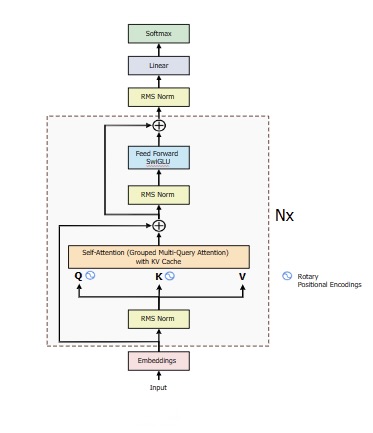 Softmax
Linear
RMS Norm
Feed Forward
SwiGLU
RMS Norm
Nx
Self-Attention (Grouped Multi-Query Attention)
with KV Cache
Q K V
Rotary
Positional Encodings
RMS Norm
Embeddings
Input